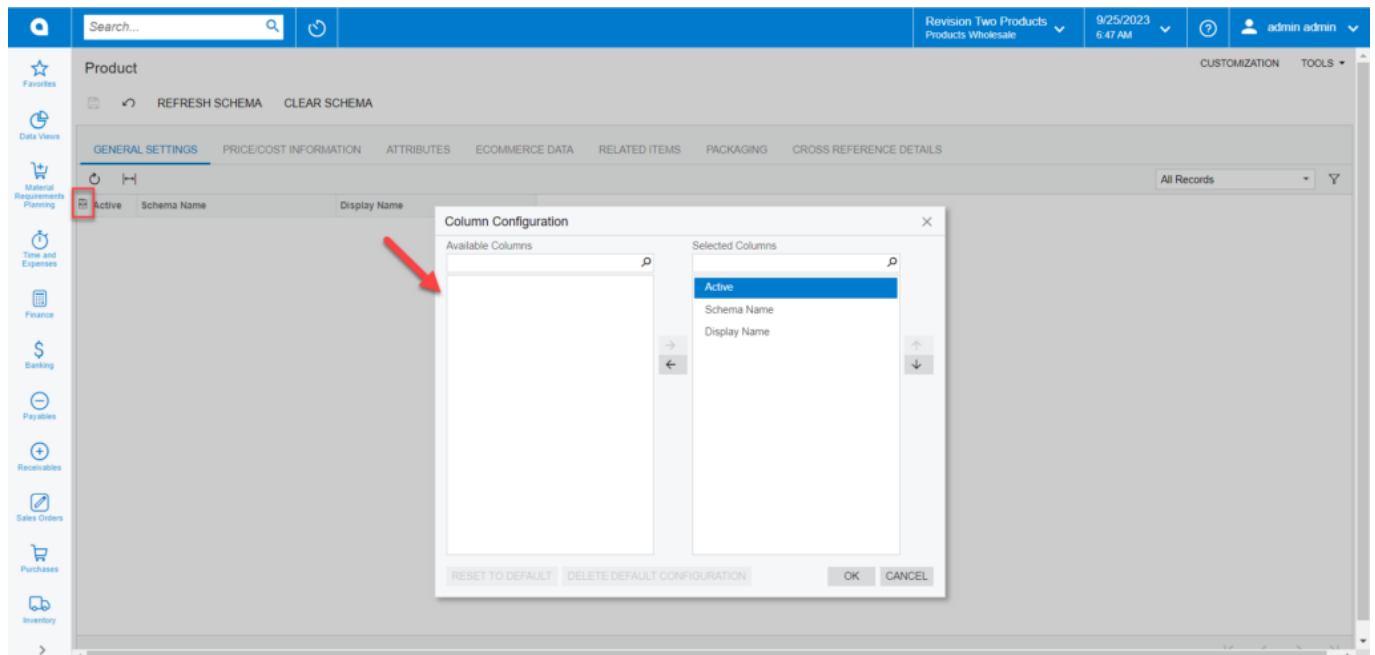 Search...
Revision Two Products
Products Wholesale
9/25/2023
6:47 AM
admin admin
Favorites
Data Views
Material
Requirements
Planning
Time and
Expenses
Finance
Banking
Payables
Receivables
Sales Orders
Purchases
Inventory
Product
CUSTOMIZATION TOOLS
REFRESH SCHEMA CLEAR SCHEMA
GENERAL SETTINGS PRICE/COST INFORMATION ATTRIBUTES ECOMMERCE DATA RELATED ITEMS PACKAGING CROSS REFERENCE DETAILS
All Records
Active Schema Name Display Name
Column Configuration
Available Columns
Selected Columns
Active
Schema Name
Display Name
RESET TO DEFAULT DELETE DEFAULT CONFIGURATION OK CANCEL